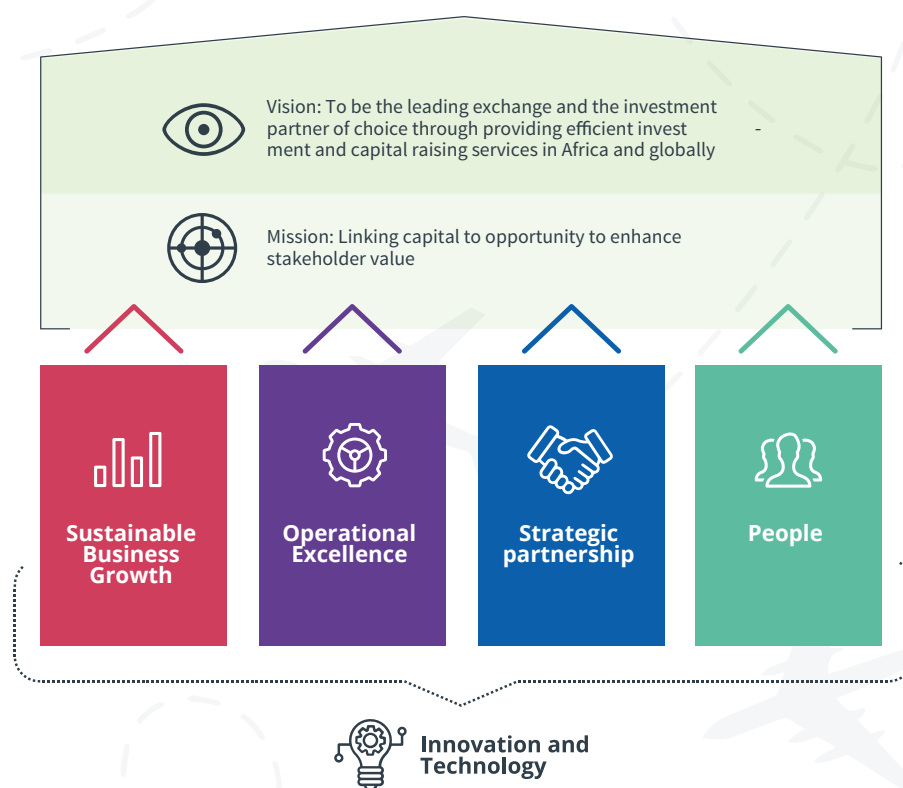 Vision: To be the leading exchange and the investment
partner of choice through providing efficient invest -
ment and capital raising services in Africa and globally
Mission: Linking capital to opportunity to enhance
stakeholder value
Sustainable
Business
Growth
Operational
Excellence
Strategic
partnership
People
Innovation and
Technology